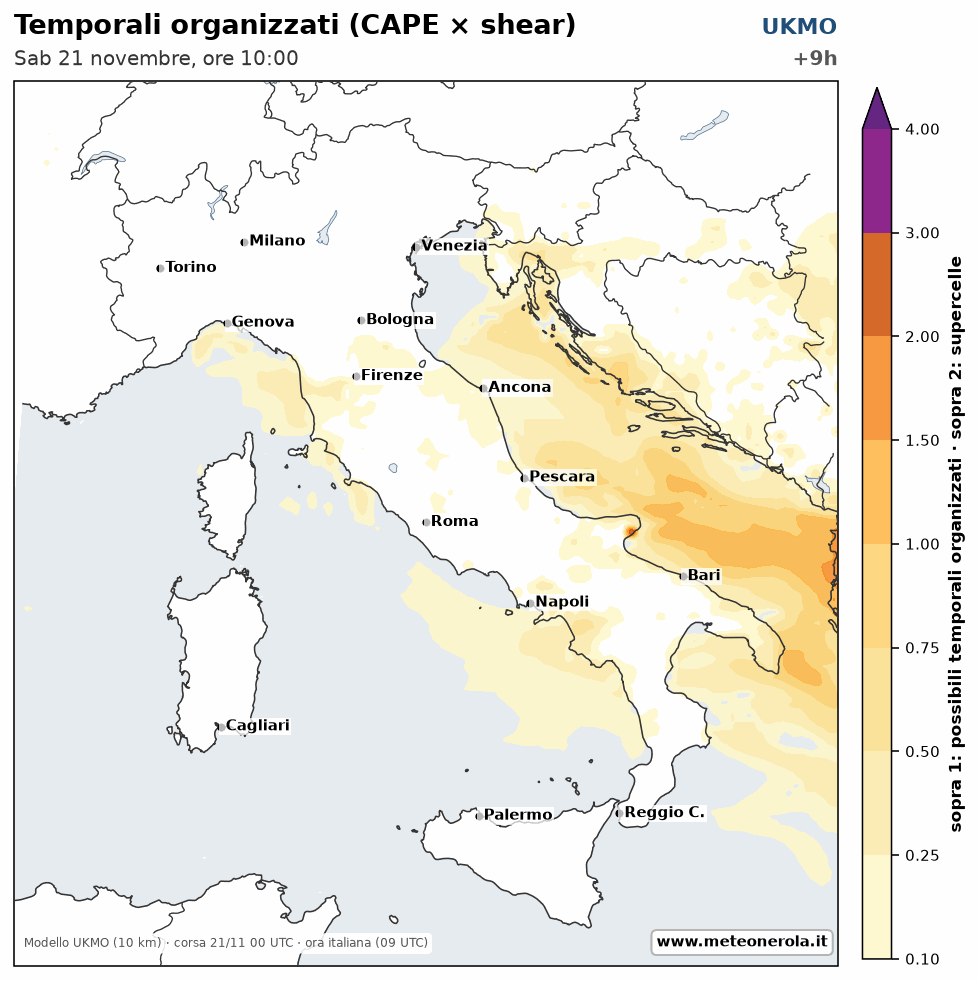 Temporali organizzati (CAPE × shear)
UKMO
Sab 21 novembre, ore 10:00
+9h
Milano
Venezia
Torino
Genova
Bologna
Firenze
Ancona
Pescara
Roma
Bari
Napoli
Cagliari
Palermo
Reggio C.
Modello UKMO (10 km) · corsa 21/11 00 UTC · ora italiana (09 UTC)
www.meteonerola.it
4.00
3.00
2.00
1.50
1.00
0.75
0.50
0.25
0.10
sopra 1: possibili temporali organizzati · sopra 2: supercelle